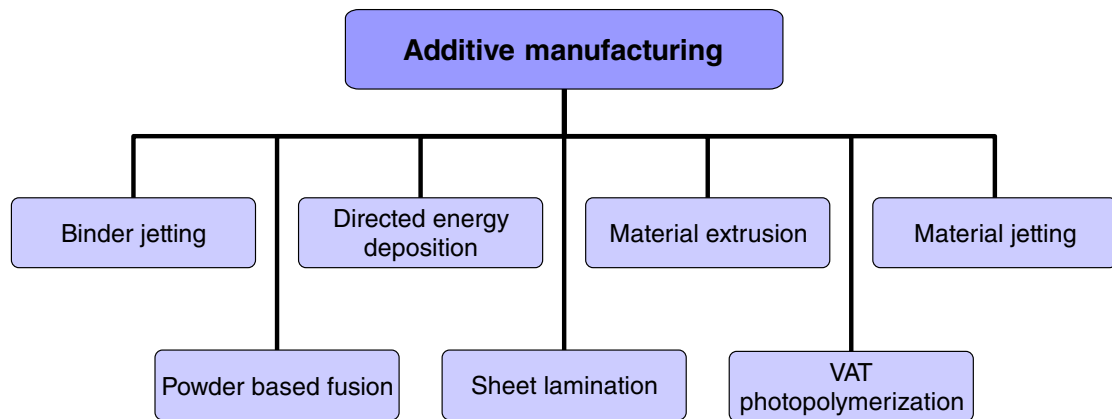 Additive manufacturing
Binder jetting
Directed energy
deposition
Material extrusion
Material jetting
Powder based fusion
Sheet lamination
VAT
photopolymerization